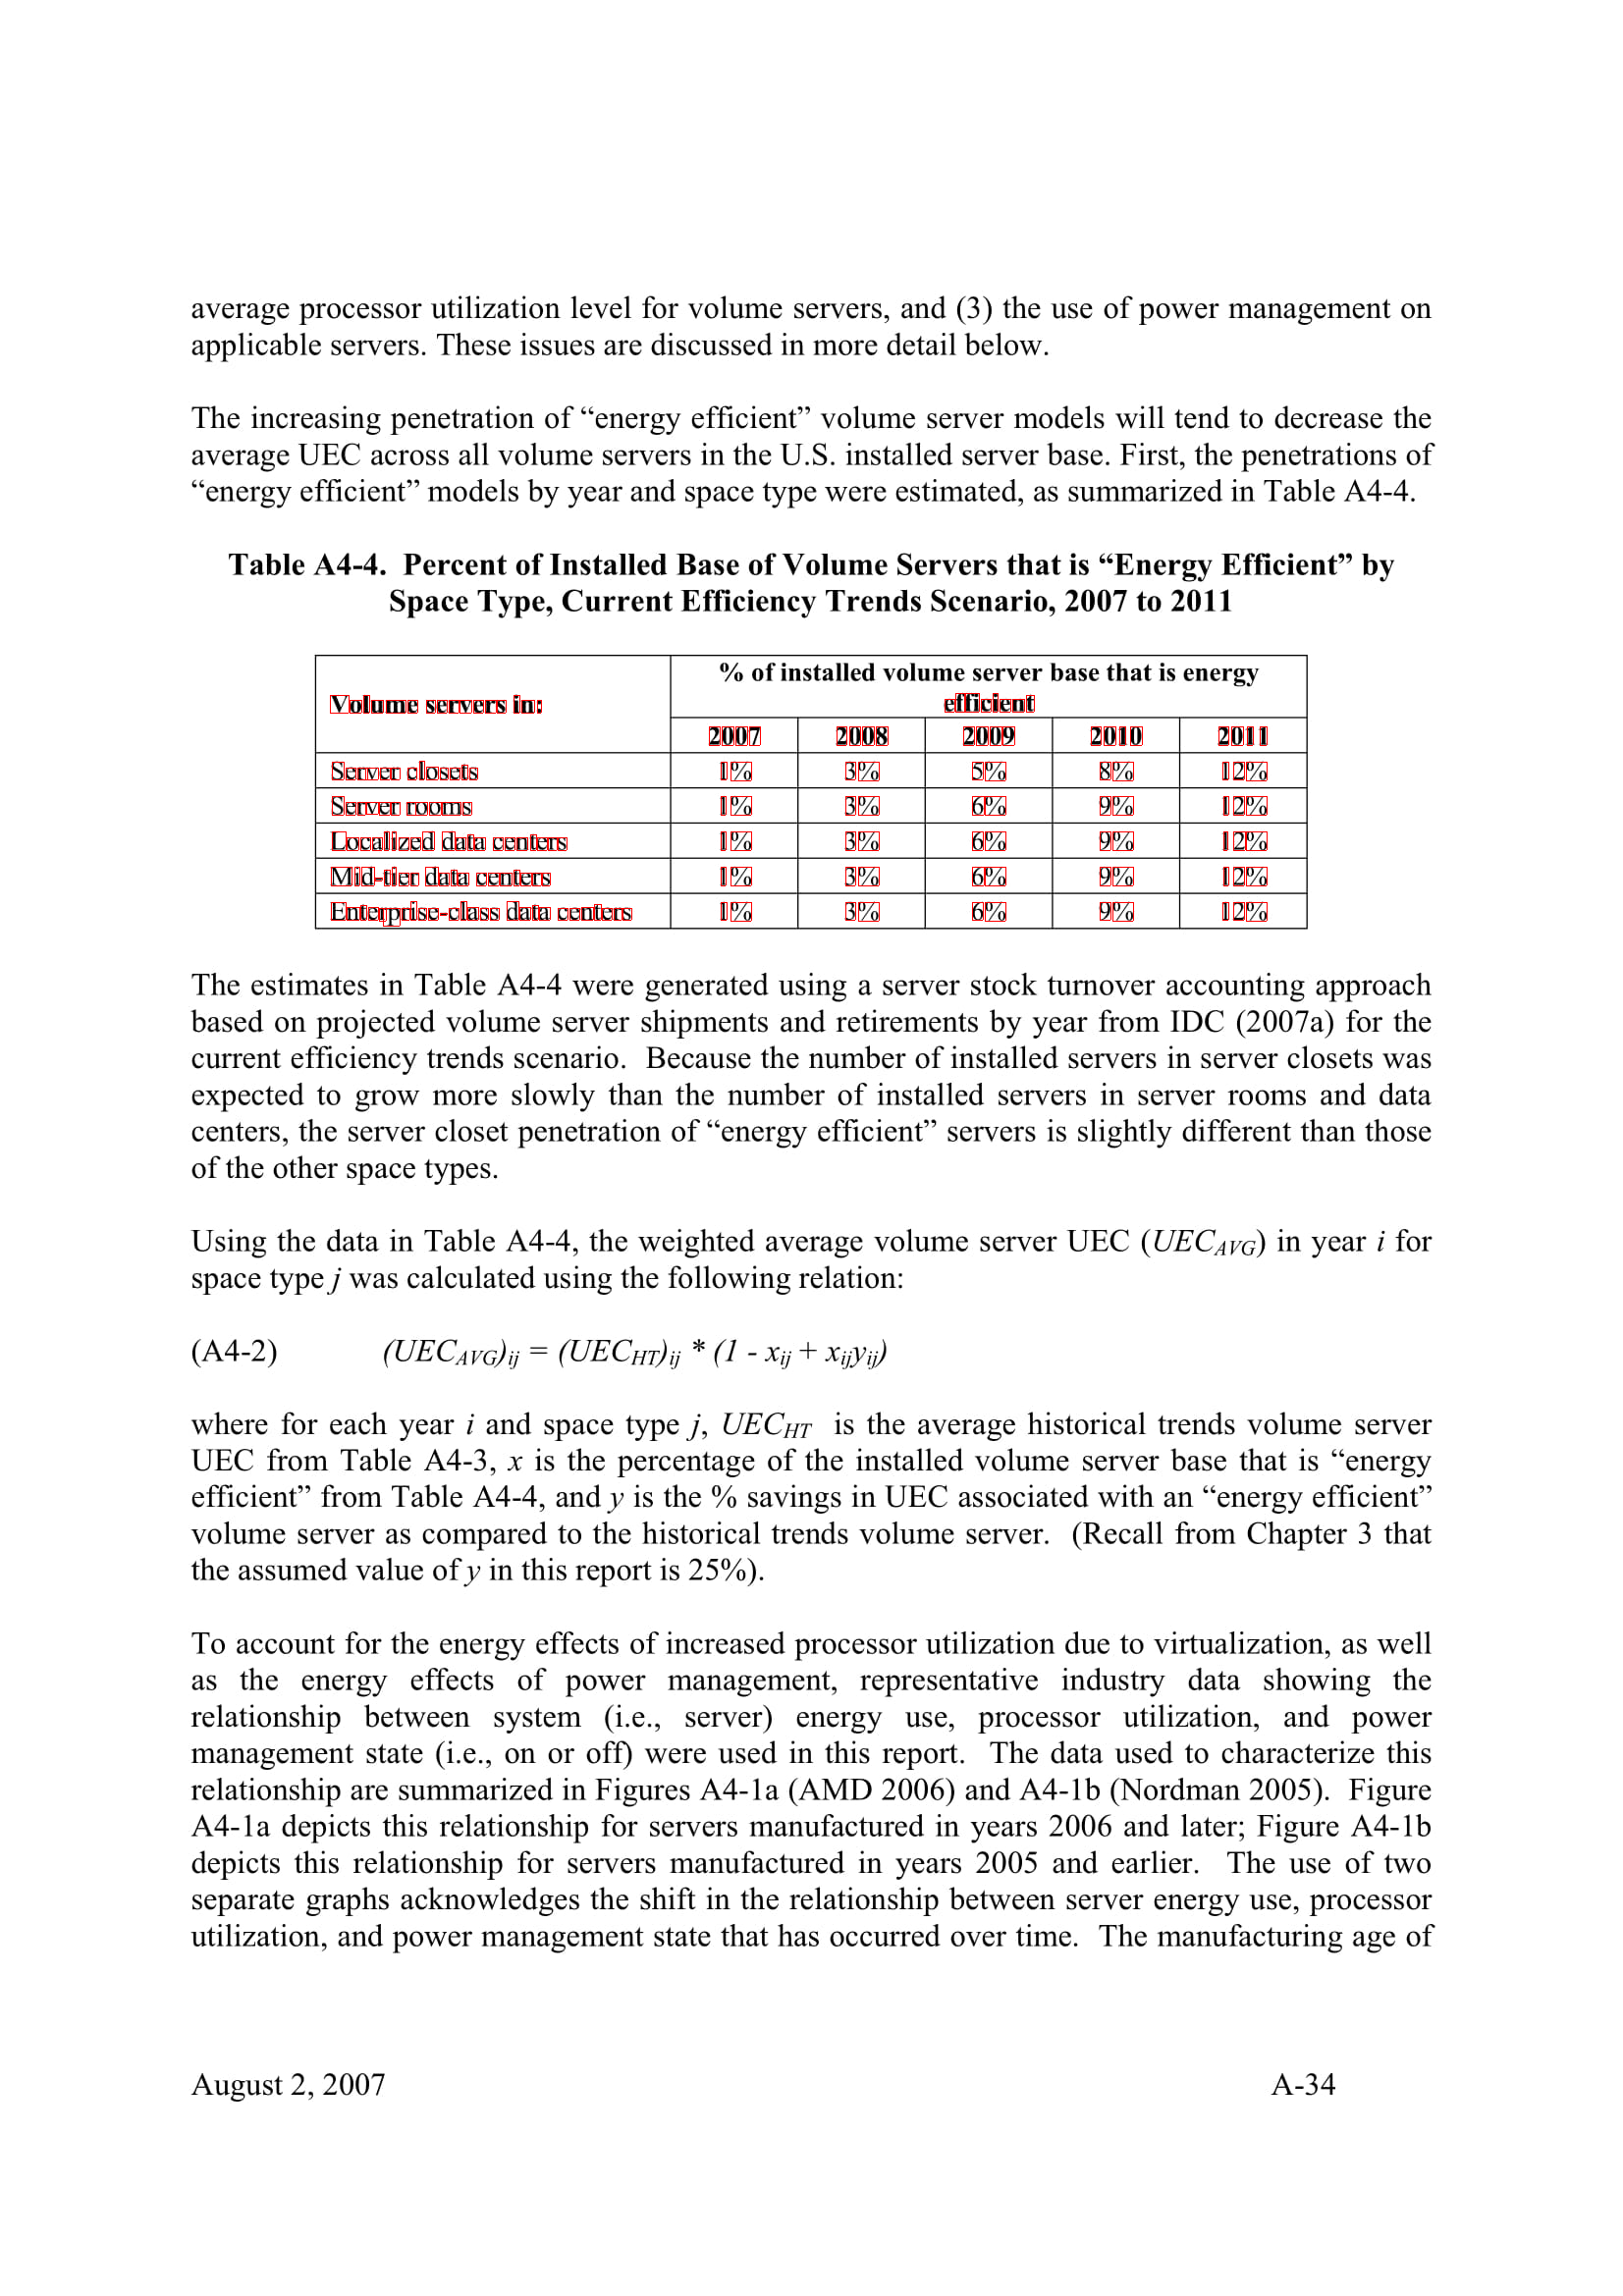 average processor utilization level for volume servers, and (3) the use of power management on
applicable servers. These issues are discussed in more detail below.
The increasing penetration of “energy efficient” volume server models will tend to decrease the
average UEC across all volume servers in the U.S. installed server base. First, the penetrations of
“energy efficient” models by year and space type were estimated, as summarized in Table A4-4.
Table A4-4. Percent of Installed Base of Volume Servers that is “Energy Efficient” by
Space Type, Current Efficiency Trends Scenario, 2007 to 2011
% of installed volume server base that is energy
Volume servers in: efficient
2007 2008 2009 2010 2011
Server closets 1% 3% 5% 8% 12%
Server rooms 1% 3% 6% 9% 12%
Localized data centers 1% 3% 6% 9% 12%
Mid-tier data centers 1% 3% 6% 9% 12%
Enterprise-class data centers 1% 3% 6% 9% 12%
The estimates in Table A4-4 were generated using a server stock turnover accounting approach
based on projected volume server shipments and retirements by year from IDC (2007a) for the
current efficiency trends scenario. Because the number of installed servers in server closets was
expected to grow more slowly than the number of installed servers in server rooms and data
centers, the server closet penetration of “energy efficient” servers is slightly different than those
of the other space types.
Using the data in Table A4-4, the weighted average volume server UEC (UECAVG) in year i for
space type j was calculated using the following relation:
(A4-2) (UECAVG)ij = (UECHT)ij * (1 - xij + xijyij)
where for each year i and space type j, UECHT is the average historical trends volume server
UEC from Table A4-3, x is the percentage of the installed volume server base that is “energy
efficient” from Table A4-4, and y is the % savings in UEC associated with an “energy efficient”
volume server as compared to the historical trends volume server. (Recall from Chapter 3 that
the assumed value of y in this report is 25%).
To account for the energy effects of increased processor utilization due to virtualization, as well
as the energy effects of power management, representative industry data showing the
relationship between system (i.e., server) energy use, processor utilization, and power
management state (i.e., on or off) were used in this report. The data used to characterize this
relationship are summarized in Figures A4-1a (AMD 2006) and A4-1b (Nordman 2005). Figure
A4-1a depicts this relationship for servers manufactured in years 2006 and later; Figure A4-1b
depicts this relationship for servers manufactured in years 2005 and earlier. The use of two
separate graphs acknowledges the shift in the relationship between server energy use, processor
utilization, and power management state that has occurred over time. The manufacturing age of
August 2, 2007 A-34